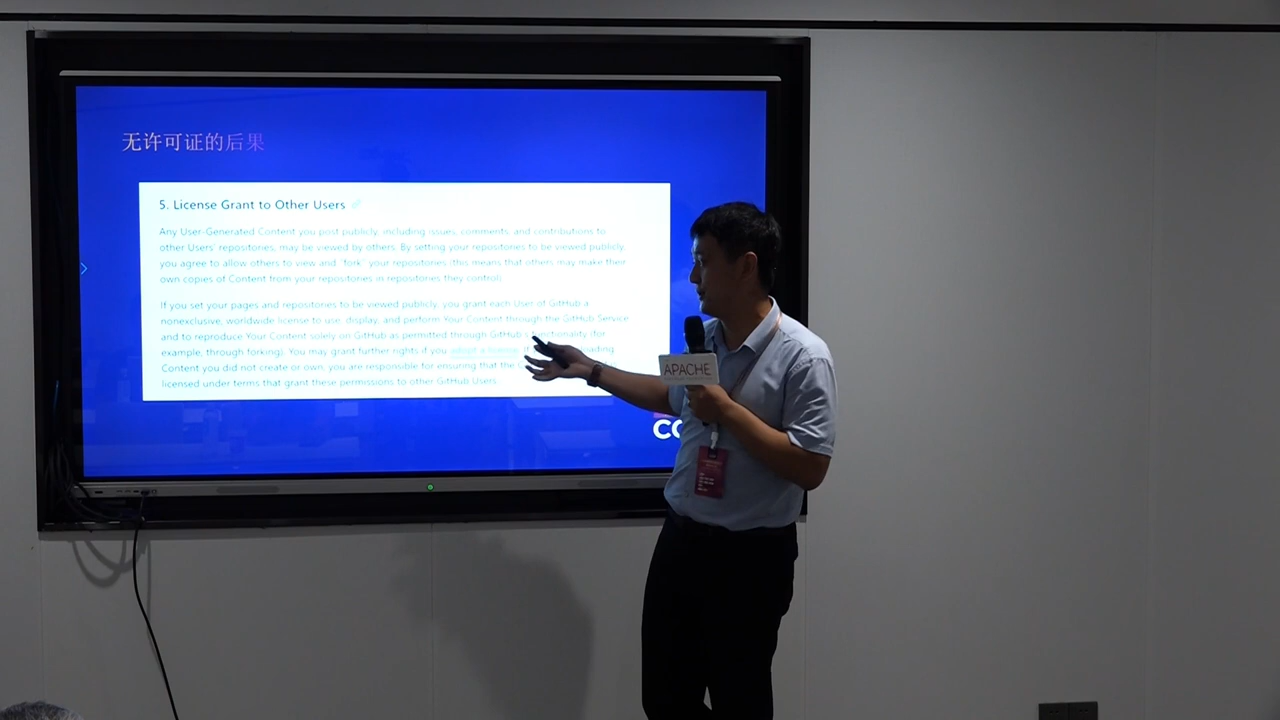 无许可证的后果
5. License Grant to Other Users
Any User-Generated Content you post publicly, including issues, comments, and contributions to
other Users' repositories, may be viewed by others. By setting your repositories to be viewed publicly,
you agree to allow others to view and "fork" your repositories (this means that others may make their
own copies of Content from your repositories in repositories they control).
If you set your pages and repositories to be viewed publicly, you grant each User of GitHub a
nonexclusive, worldwide license to use, display, and perform Your Content through the GitHub Service
and to reproduce Your Content solely on GitHub as permitted through GitHub's functionality (for
example, through forking). You may grant further rights if you adopt a license. If
Content you did not create or own, you are responsible for ensuring that the
licensed under terms that grant these permissions to other GitHub Users.
APACHE